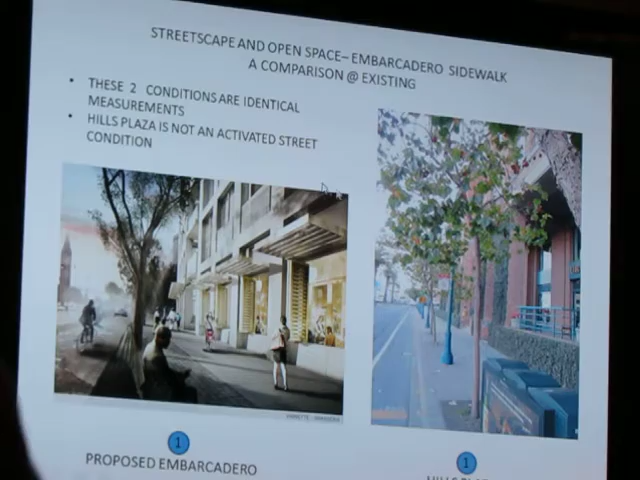 STREETSCAPE AND OPEN SPACE– EMBARCADERO SIDEWALK
A COMPARISON @ EXISTING
• THESE 2 CONDITIONS ARE IDENTICAL
MEASUREMENTS
• HILLS PLAZA IS NOT AN ACTIVATED STREET
CONDITION
1
PROPOSED EMBARCADERO
1
HILLS